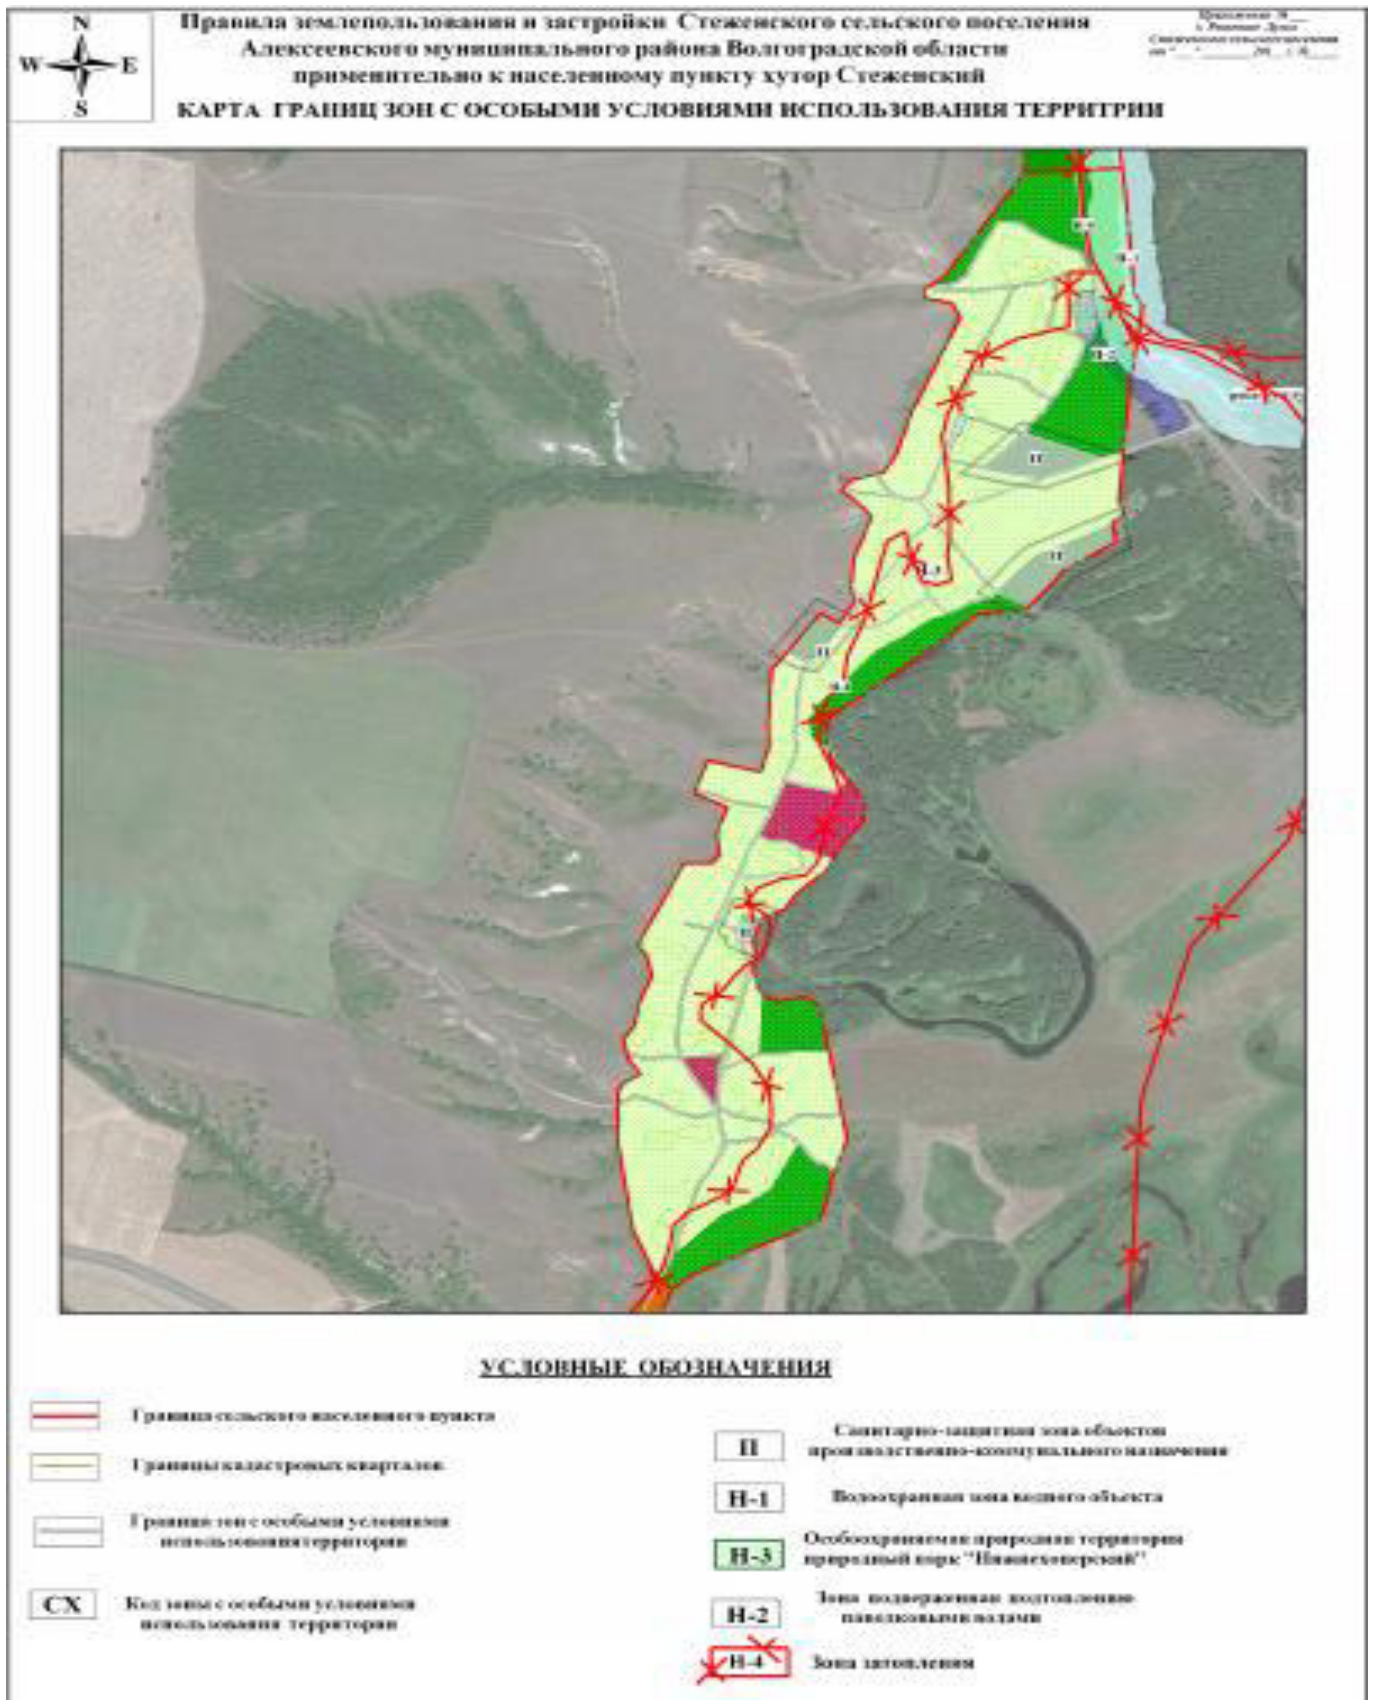 N
W E
S
Правила землепользования и застройки Стеженского сельского поселения
Алексеевского муниципального района Волгоградской области
применительно к населенному пункту хутор Стеженский
КАРТА ГРАНИЦ ЗОН С ОСОБЫМИ УСЛОВИЯМИ ИСПОЛЬЗОВАНИЯ ТЕРРИТРИИ
П
П
П
УСЛОВНЫЕ ОБОЗНАЧЕНИЯ
Граница сельского населенного пункта
Границы кадастровых кварталов
Граница зон с особыми условиями
использования территории
СХ
Код зоны с особыми условиями
использования территории
П
Санитарно-защитная зона объектов
производственно-коммунального назначения
Н-1
Водоохранная зона водного объекта
Н-3
Особоохраняемая природная территория
природный парк "Нижнехоперский"
Н-2
Зона подверженная подтоплению
паводковыми водами
Н-4
Зона затопления